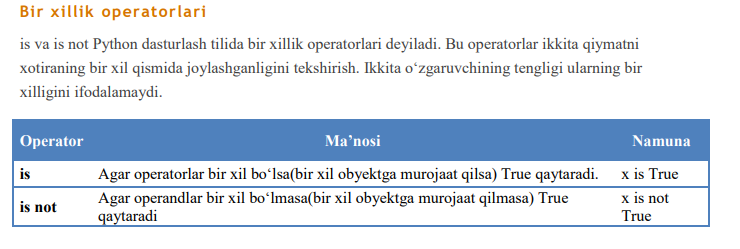 Bir xillik operatorlari
is va is not Python dasturlash tilida bir xillik operatorlari deyiladi. Bu operatorlar ikkita qiymatni
xotiraning bir xil qismida joylashganligini tekshirish. Ikkita o‘zgaruvchining tengligi ularning bir
xilligini ifodalamaydi.
Operator Ma’nosi Namuna
is Agar operatorlar bir xil bo‘lsa(bir xil obyektga murojaat qilsa) True qaytaradi. x is True
is not Agar operandlar bir xil bo‘lmasa(bir xil obyektga murojaat qilmasa) True x is not
qaytaradi True